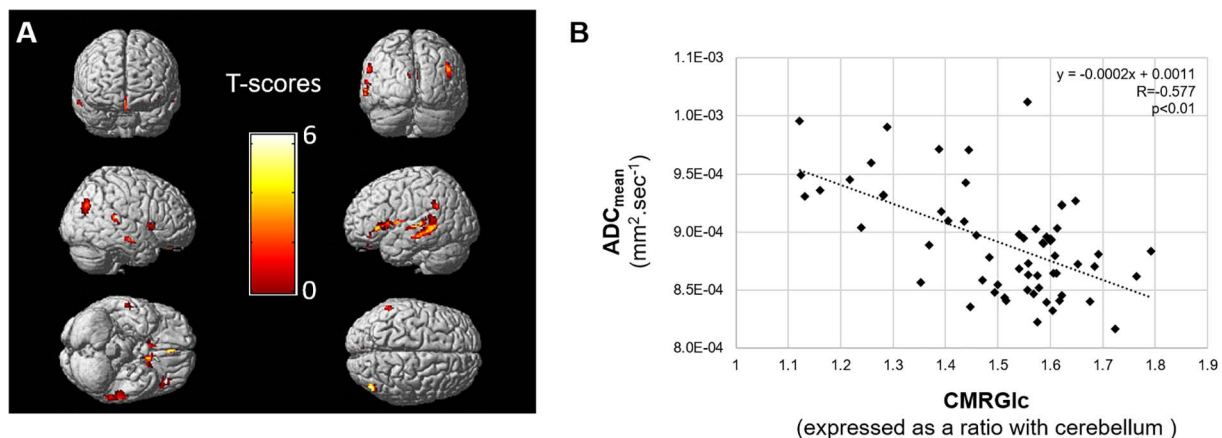 A
T-scores
6
0
B
ADCmean
(mm².sec⁻¹)
1.1E-03
1.0E-03
9.5E-04
9.0E-04
8.5E-04
8.0E-04
y = -0.0002x + 0.0011
R=-0.577
p<0.01
1 1.1 1.2 1.3 1.4 1.5 1.6 1.7 1.8 1.9
CMRGlc
(expressed as a ratio with cerebellum )